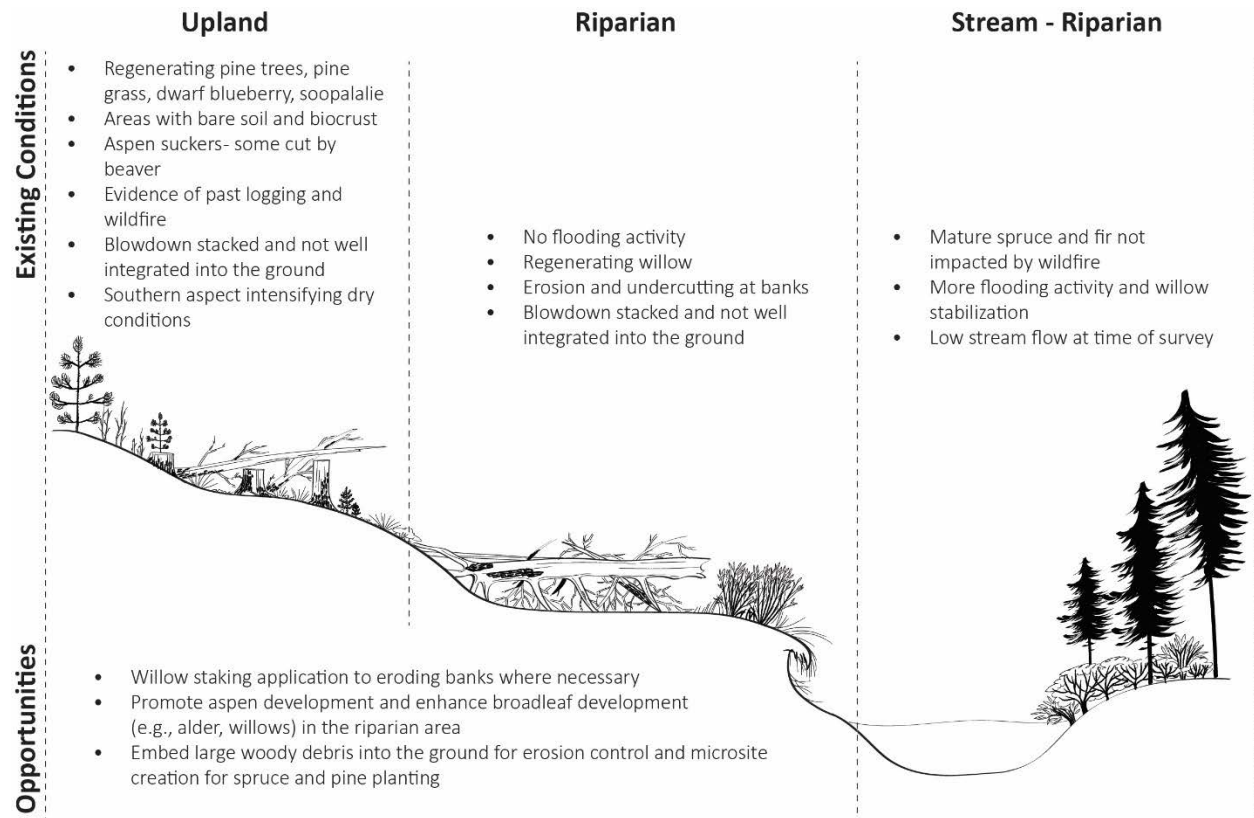 Upland
Riparian
Stream - Riparian
Existing Conditions
• Regenerating pine trees, pine
grass, dwarf blueberry, soopalalie
• Areas with bare soil and biocrust
• Aspen suckers- some cut by
beaver
• Evidence of past logging and
wildfire
• Blowdown stacked and not well
integrated into the ground
• Southern aspect intensifying dry
conditions
• No flooding activity
• Regenerating willow
• Erosion and undercutting at banks
• Blowdown stacked and not well
integrated into the ground
• Mature spruce and fir not
impacted by wildfire
• More flooding activity and willow
stabilization
• Low stream flow at time of survey
Opportunities
• Willow staking application to eroding banks where necessary
• Promote aspen development and enhance broadleaf development
(e.g., alder, willows) in the riparian area
• Embed large woody debris into the ground for erosion control and microsite
creation for spruce and pine planting